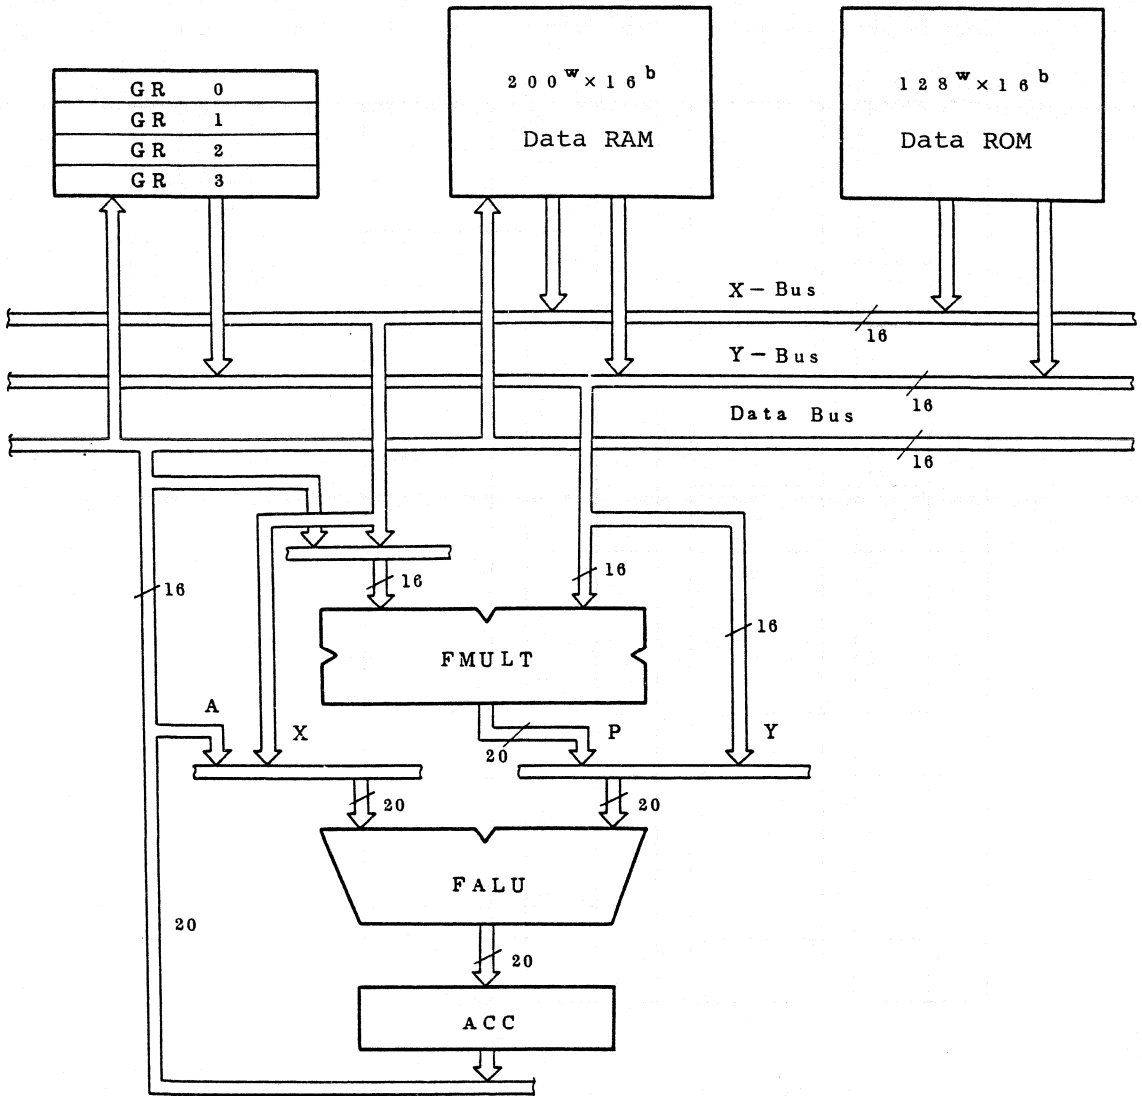 GR 0
GR 1
GR 2
GR 3
200w×16b
Data RAM
128w×16b
Data ROM
X-Bus
16
Y-Bus
16
Data Bus
16
16
16
16
16
FMULT
A
X
20
P
Y
20
20
FALU
20
20
ACC